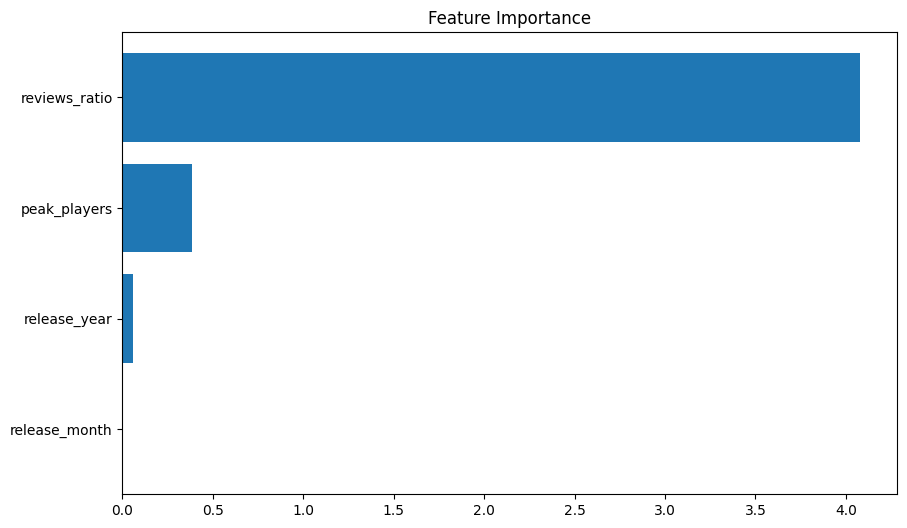 Feature Importance
reviews_ratio
peak_players
release_year
release_month
0.0 0.5 1.0 1.5 2.0 2.5 3.0 3.5 4.0